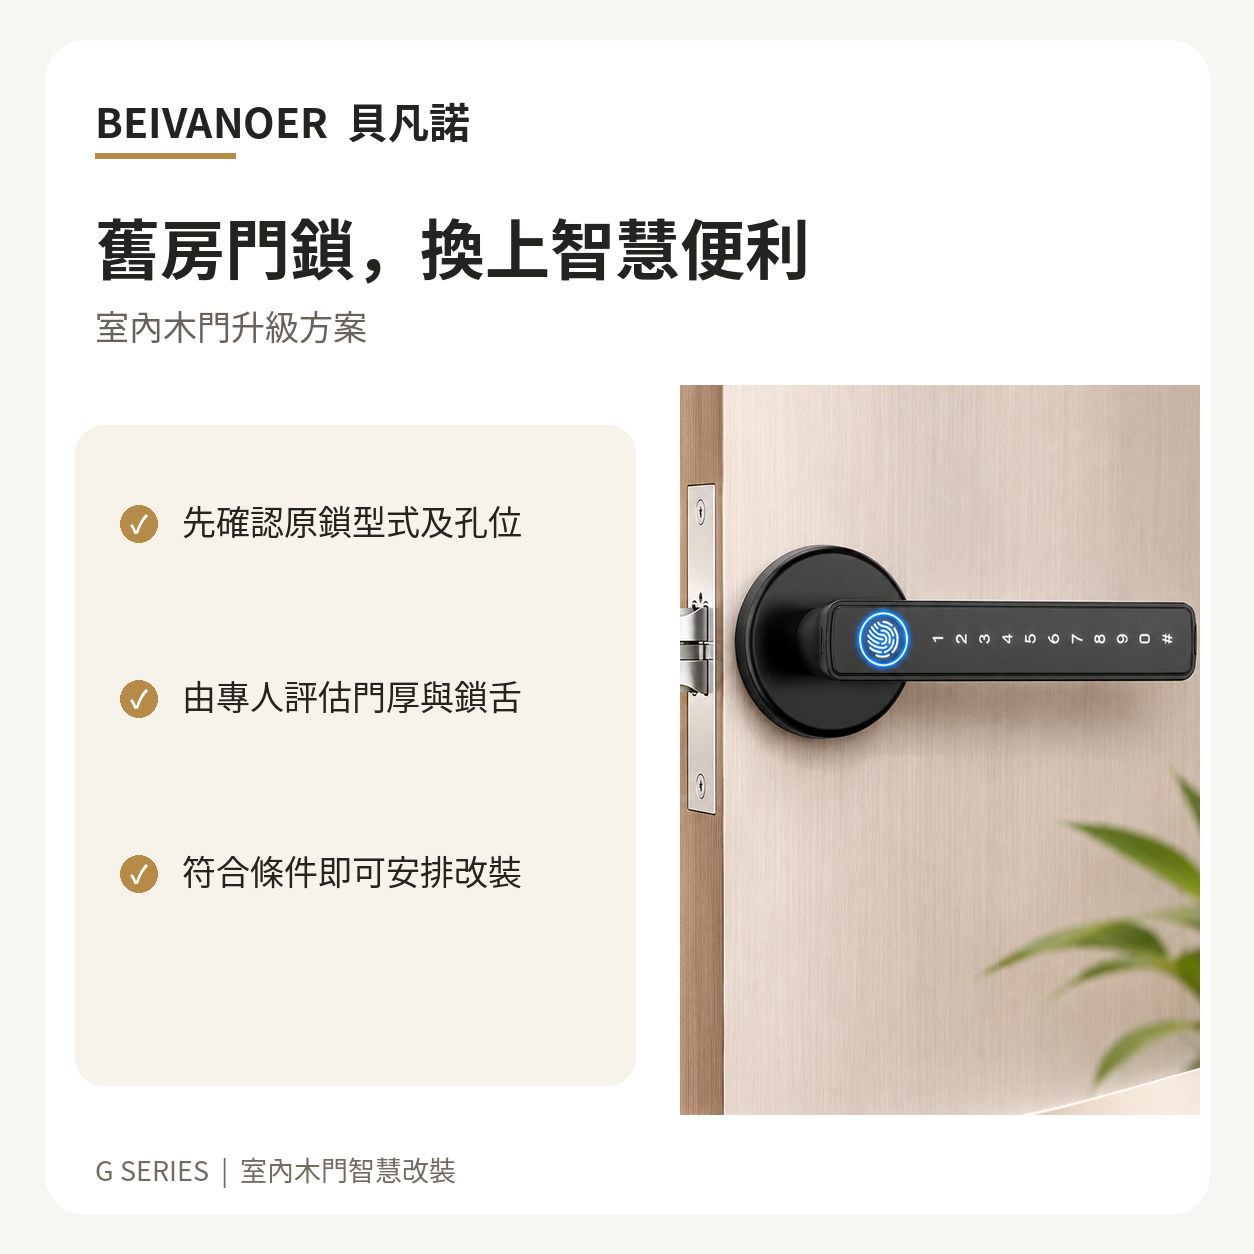 BEIVANOER 貝凡諾
舊房門鎖，換上智慧便利
室內木門升級方案
先確認原鎖型式及孔位
由專人評估門厚與鎖舌
符合條件即可安排改裝
1 2 3 4 5 6 7 8 9 0 #
G SERIES｜室內木門智慧改裝